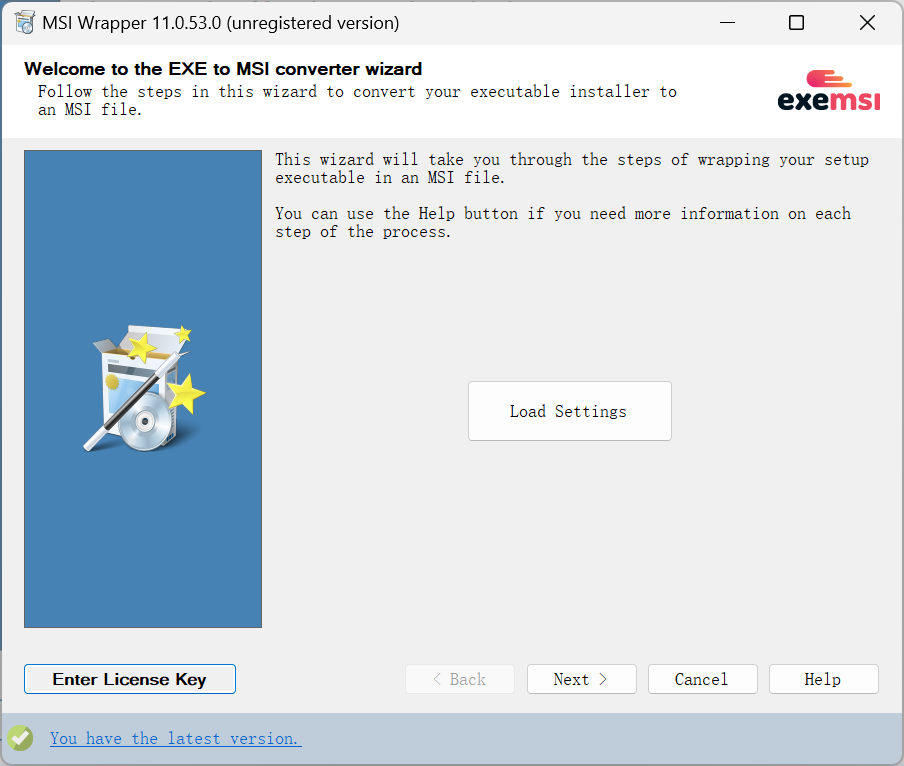 MSI Wrapper 11.0.53.0 (unregistered version)
Welcome to the EXE to MSI converter wizard
Follow the steps in this wizard to convert your executable installer to
an MSI file.
exemsi
This wizard will take you through the steps of wrapping your setup
executable in an MSI file.
You can use the Help button if you need more information on each
step of the process.
Load Settings
Enter License Key
< Back
Next >
Cancel
Help
You have the latest version.